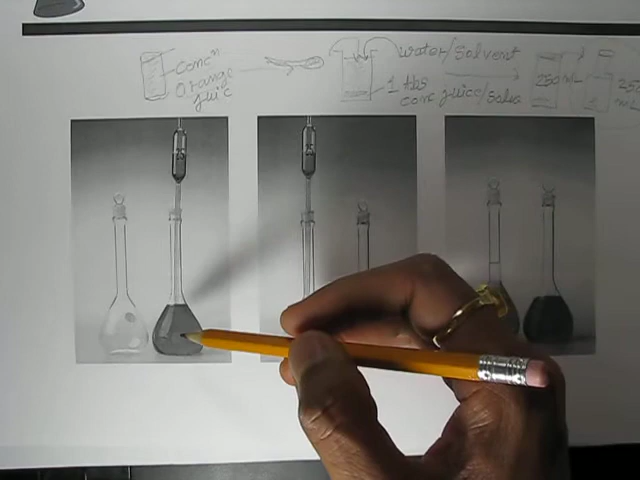 Conc^n
Orange
juic
water/solvent
1 tbs
conc juice/solu
250 mL
250
mL